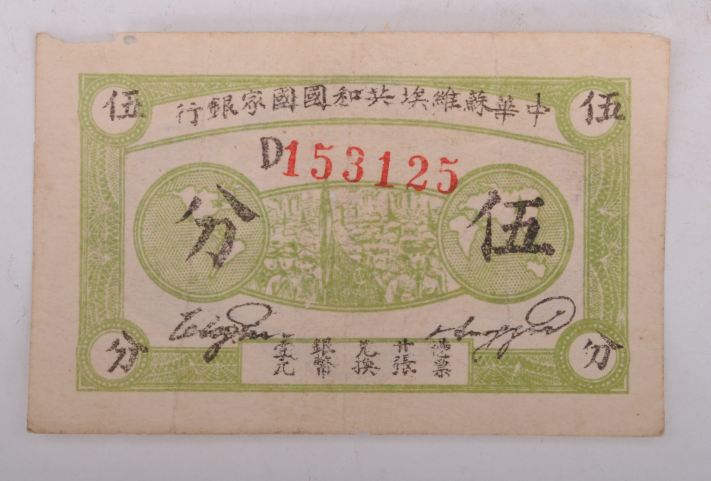 伍
中華蘇維埃共和國國家銀行
伍
D153125
伍分
憑票廿張兌換銀幣壹元
分
分